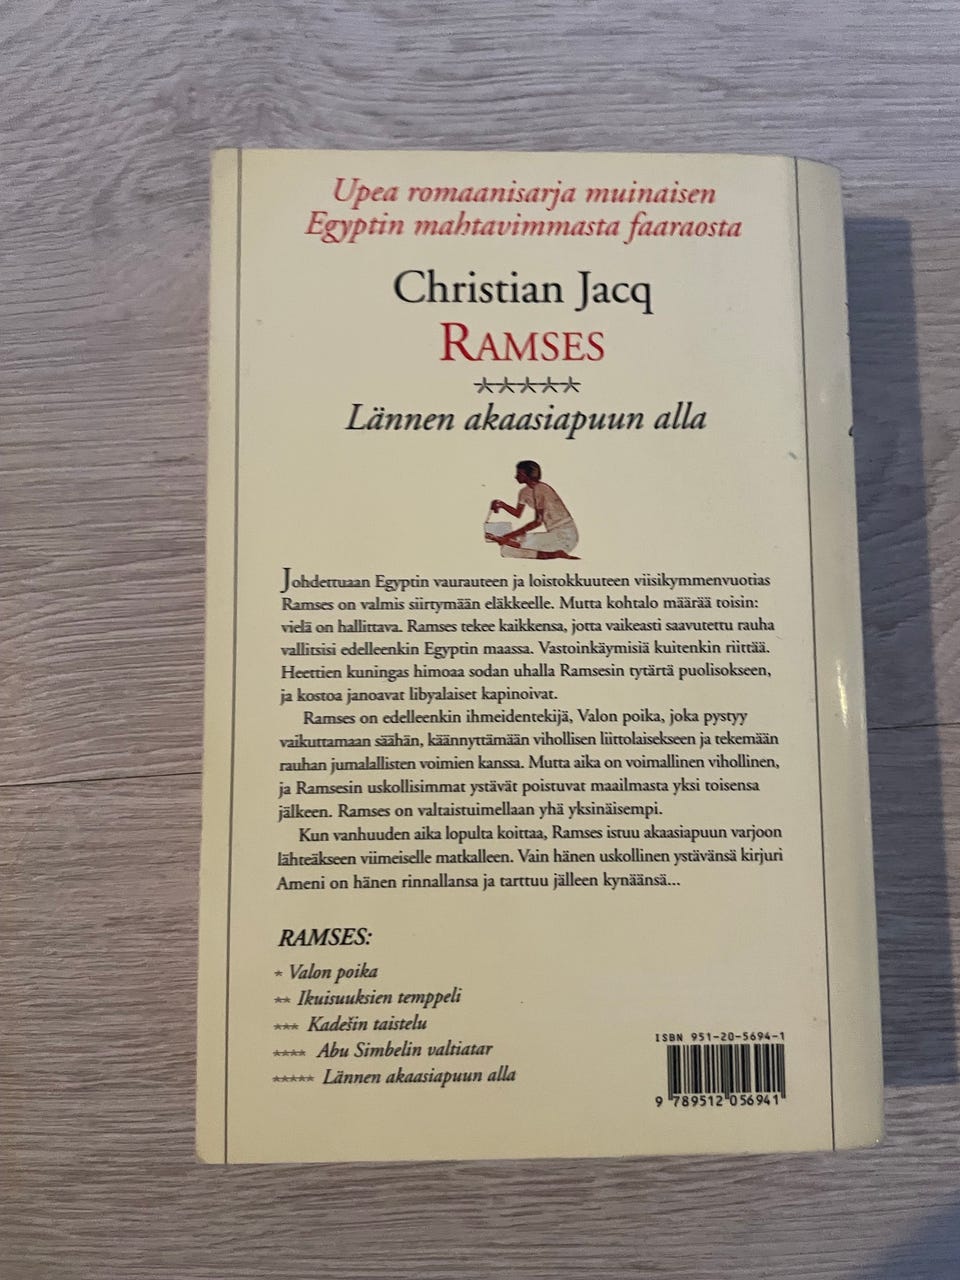 Upea romaanisarja muinaisen
Egyptin mahtavimmasta faaraosta
Christian Jacq
RAMSES
*****
Lännen akaasiapuun alla
Johdettuaan Egyptin vaurauteen ja loistokkuuteen viisikymmenvuotias
Ramses on valmis siirtymään eläkkeelle. Mutta kohtalo määrää toisin:
vielä on hallittava. Ramses tekee kaikkensa, jotta vaikeasti saavutettu rauha
vallitsisi edelleenkin Egyptin maassa. Vastoinkäymisiä kuitenkin riittää.
Heettien kuningas himoaa sodan uhalla Ramsesin tytärtä puolisokseen,
ja kostoa janoavat libyalaiset kapinoivat.
Ramses on edelleenkin ihmeidentekijä, Valon poika, joka pystyy
vaikuttamaan säähän, käännyttämään vihollisen liittolaisekseen ja tekemään
rauhan jumalallisten voimien kanssa. Mutta aika on voimallinen vihollinen,
ja Ramsesin uskollisimmat ystävät poistuvat maailmasta yksi toisensa
jälkeen. Ramses on valtaistuimellaan yhä yksinäisempi.
Kun vanhuuden aika lopulta koittaa, Ramses istuu akaasiapuun varjoon
lähteäkseen viimeiselle matkalleen. Vain hänen uskollinen ystävänsä kirjuri
Ameni on hänen rinnallansa ja tarttuu jälleen kynäänsä...
RAMSES:
* Valon poika
** Ikuisuuksien temppeli
*** Kadešin taistelu
**** Abu Simbelin valtiatar
***** Lännen akaasiapuun alla
ISBN 951-20-5694-1
9 789512 056941